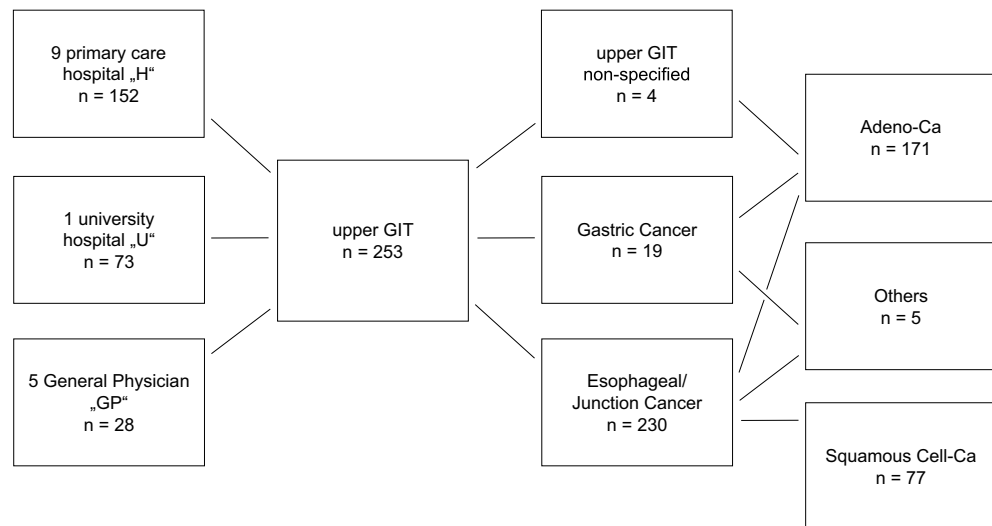 9 primary care
hospital „H“
n = 152
1 university
hospital „U“
n = 73
5 General Physician
„GP“
n = 28
upper GIT
n = 253
upper GIT
non-specified
n = 4
Gastric Cancer
n = 19
Esophageal/
Junction Cancer
n = 230
Adeno-Ca
n = 171
Others
n = 5
Squamous Cell-Ca
n = 77